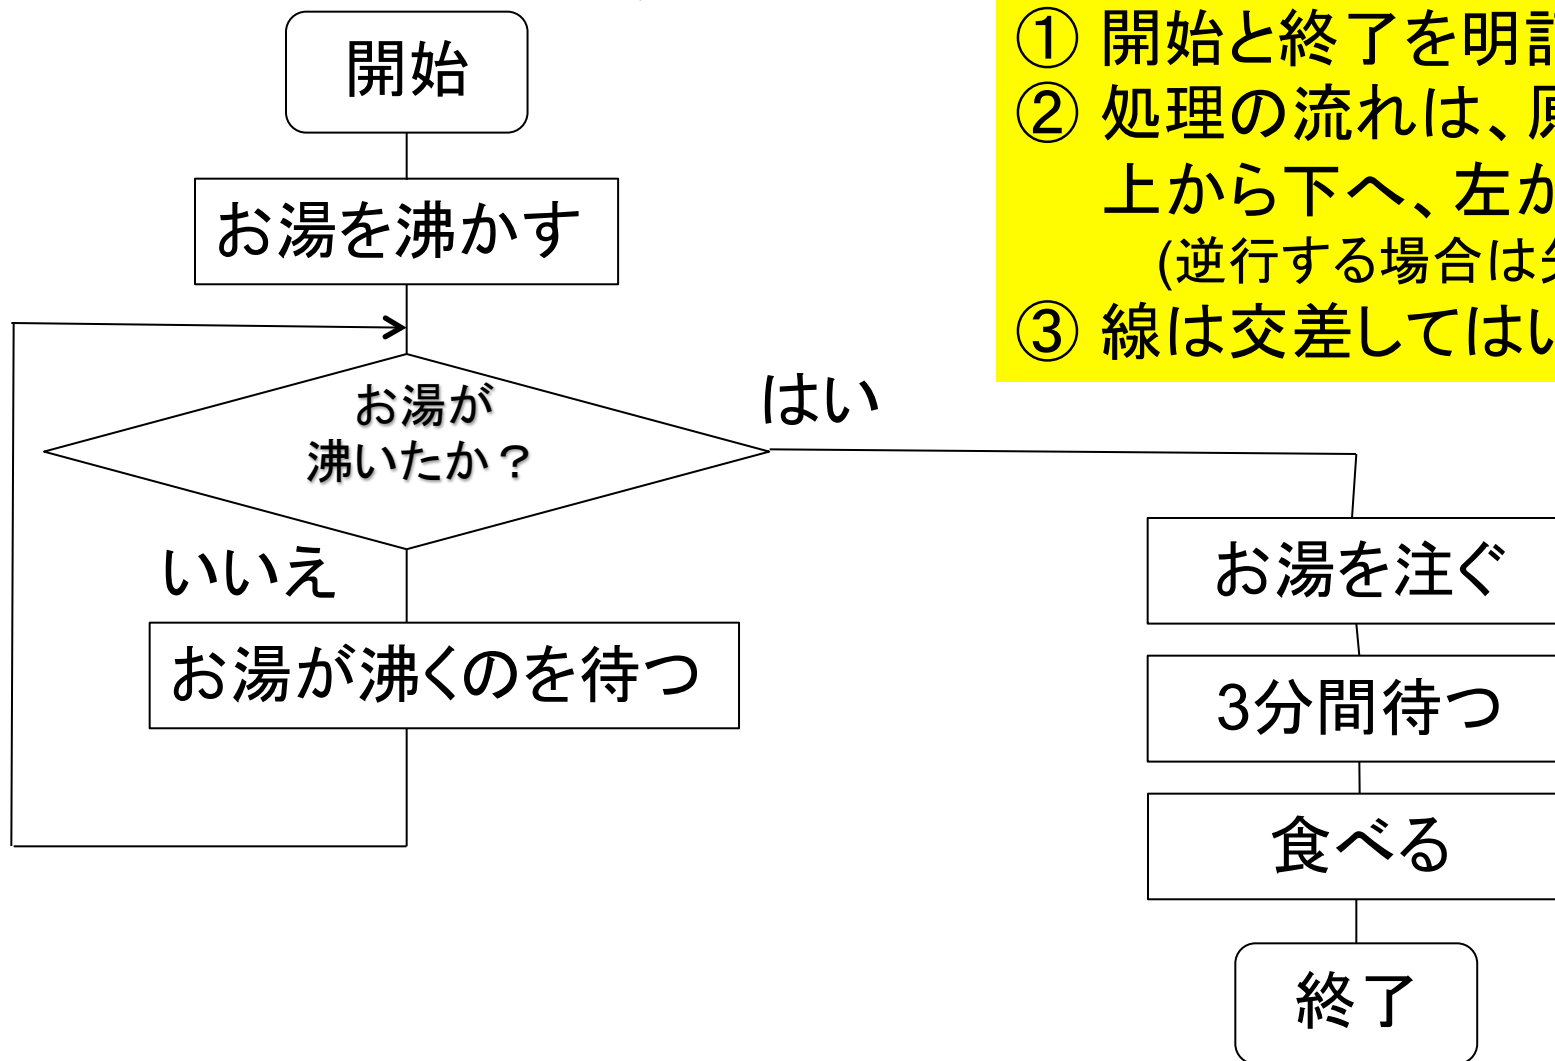 開始
お湯を沸かす
お湯が
沸いたか？
はい
いいえ
お湯が沸くのを待つ
お湯を注ぐ
3分間待つ
食べる
終了
① 開始と終了を明
② 処理の流れは、
上から下へ、左か
(逆行する場合は
③ 線は交差してはい